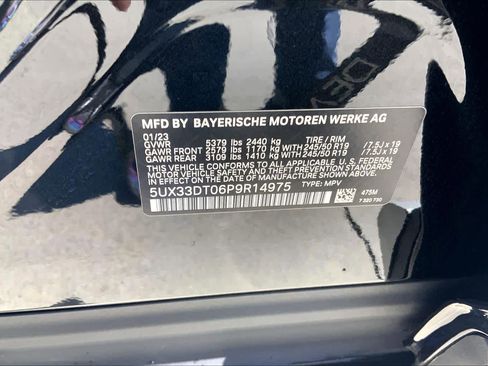 MFD BY BAYERISCHE MOTOREN WERKE AG
01/23 TIRE / RIM
GVWR 5379 lbs 2440 kg
GAWR FRONT 2579 lbs 1170 kg WITH 245/50 R19 /7.5J x 19
GAWR REAR 3109 lbs 1410 kg WITH 245/50 R19 /7.5J x 19
THIS VEHICLE CONFORMS TO ALL APPLICABLE FEDERAL
MOTOR VEHICLE SAFETY AND THEFT PREVENTION
STANDARDS IN EFFECT ON THE
DATE OF MANUFACTURE SHOWN ABOVE.
5UX33DT06P9R14975 TYPE: MPV
475M
7 320 730